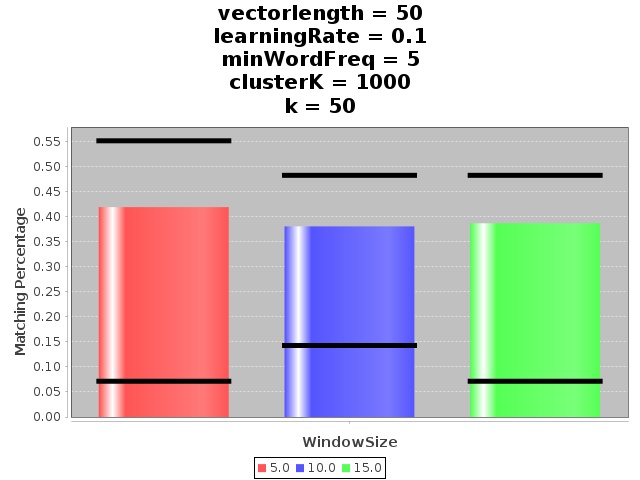 vectorlength = 50
learningRate = 0.1
minWordFreq = 5
clusterK = 1000
k = 50
Matching Percentage
0.55
0.50
0.45
0.40
0.35
0.30
0.25
0.20
0.15
0.10
0.05
0.00
WindowSize
5.0 10.0 15.0